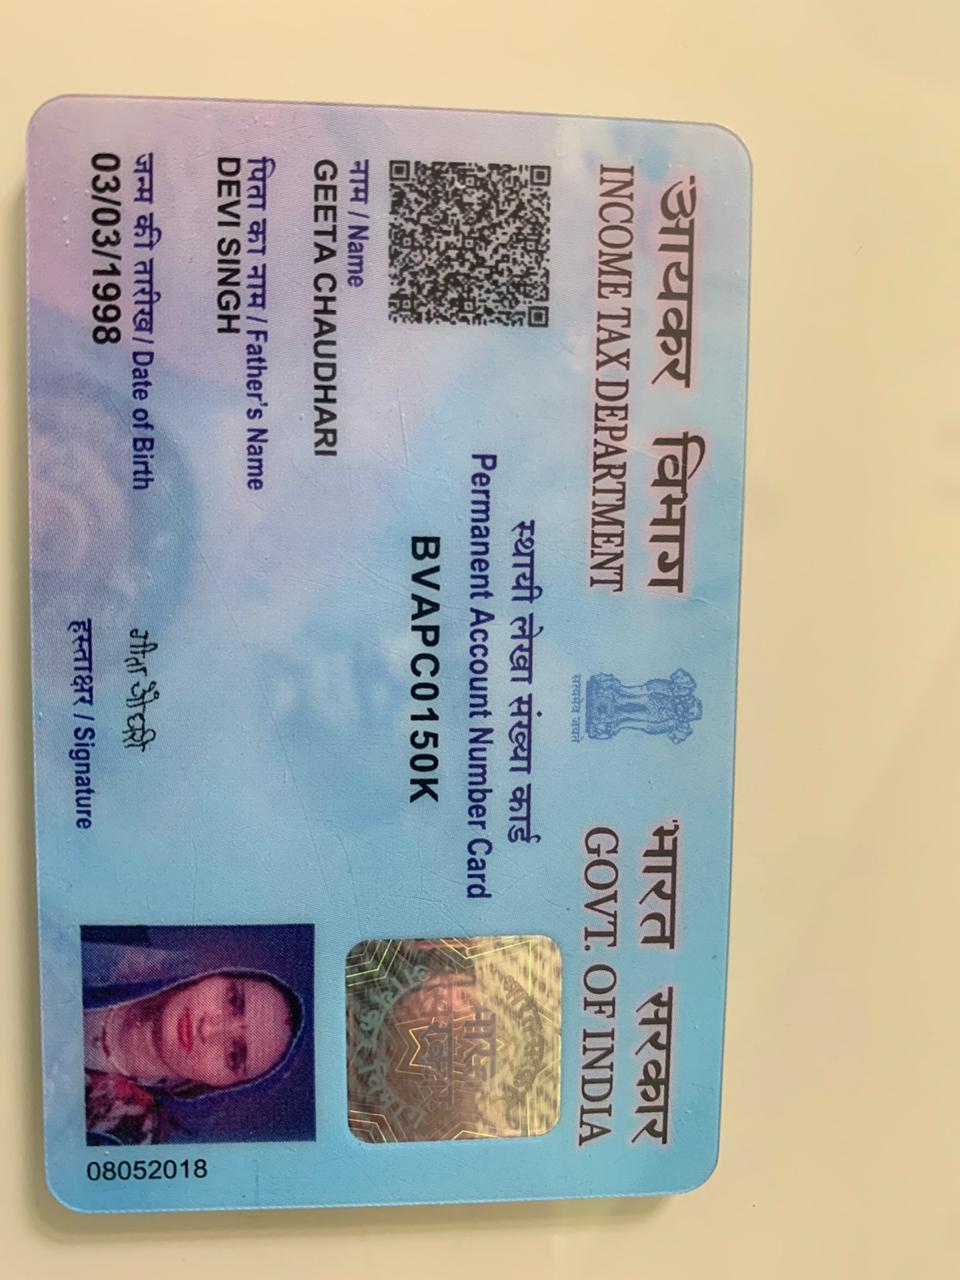 आयकर विभाग
INCOME TAX DEPARTMENT
भारत सरकार
GOVT. OF INDIA
सत्यमेव जयते
स्थायी लेखा संख्या कार्ड
Permanent Account Number Card
BVAPC0150K
नाम / Name
GEETA CHAUDHARI
पिता का नाम / Father's Name
DEVI SINGH
जन्म की तारीख / Date of Birth
03/03/1998
गीता चौधरी
हस्ताक्षर / Signature
08052018